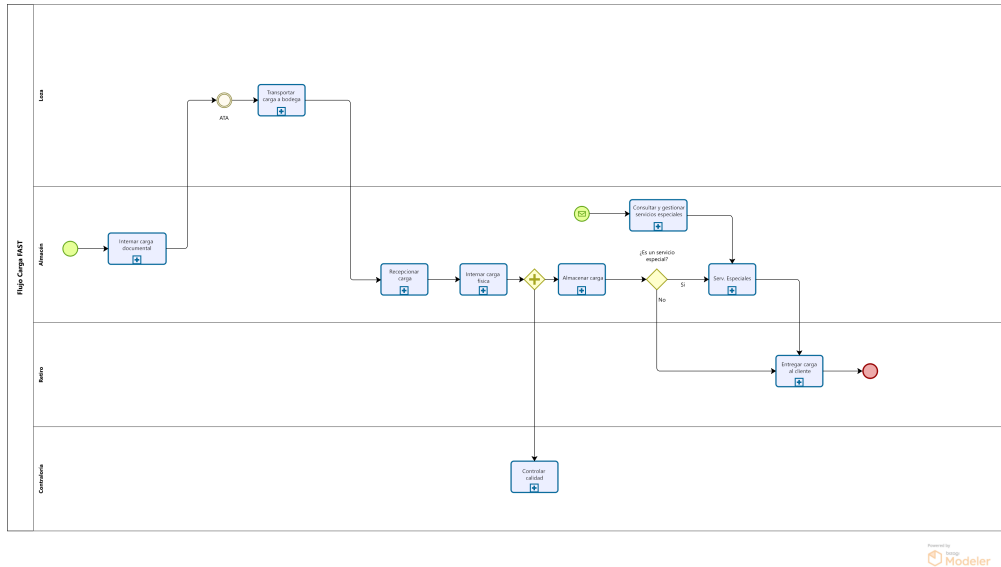 Flujo Carga FAST
Loza
Transportar
carga a bodega
ATA
Almacén
Consultar y gestionar
servicios especiales
Internar carga
documental
¿Es un servicio
especial?
Recepcionar
carga
Internar carga
física
Almacenar carga
Sí
Serv. Especiales
No
Retiro
Entregar carga
al cliente
Contraloría
Controlar
calidad
Powered by
bizagi
Modeler